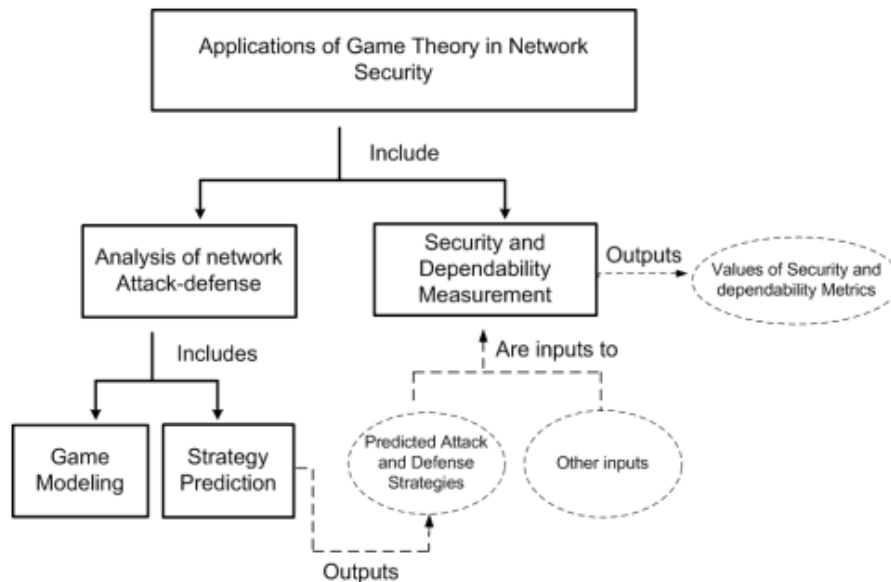 Applications of Game Theory in Network
Security
Include
Analysis of network
Attack-defense
Security and
Dependability
Measurement
Outputs
Values of Security and
dependability Metrics
Includes
Are inputs to
Game
Modeling
Strategy
Prediction
Predicted Attack
and Defense
Strategies
Other inputs
Outputs